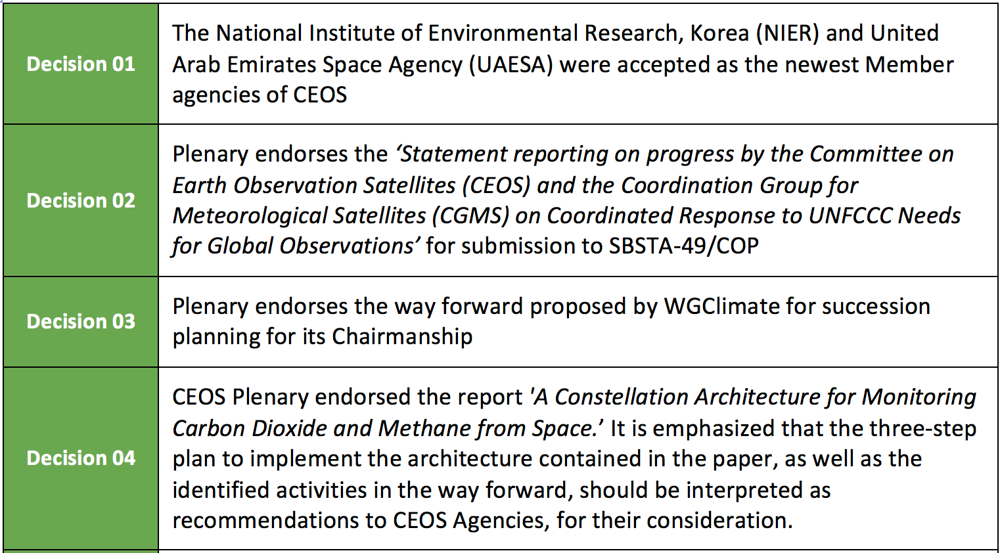 Decision 01
The National Institute of Environmental Research, Korea (NIER) and United
Arab Emirates Space Agency (UAESA) were accepted as the newest Member
agencies of CEOS
Decision 02
Plenary endorses the ‘Statement reporting on progress by the Committee on
Earth Observation Satellites (CEOS) and the Coordination Group for
Meteorological Satellites (CGMS) on Coordinated Response to UNFCCC Needs
for Global Observations’ for submission to SBSTA-49/COP
Decision 03
Plenary endorses the way forward proposed by WGClimate for succession
planning for its Chairmanship
Decision 04
CEOS Plenary endorsed the report 'A Constellation Architecture for Monitoring
Carbon Dioxide and Methane from Space.’ It is emphasized that the three-step
plan to implement the architecture contained in the paper, as well as the
identified activities in the way forward, should be interpreted as
recommendations to CEOS Agencies, for their consideration.